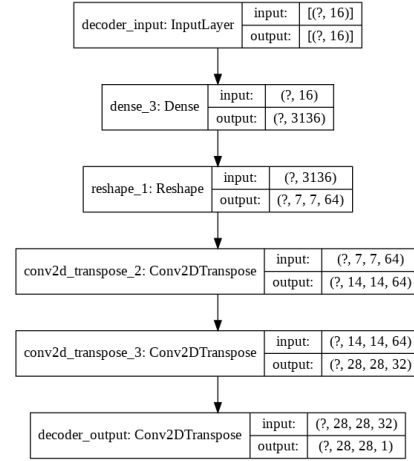 decoder_input: InputLayer input: [(?, 16)]
output: [(?, 16)]
dense_3: Dense input: (?, 16)
output: (?, 3136)
reshape_1: Reshape input: (?, 3136)
output: (?, 7, 7, 64)
conv2d_transpose_2: Conv2DTranspose input: (?, 7, 7, 64)
output: (?, 14, 14, 64)
conv2d_transpose_3: Conv2DTranspose input: (?, 14, 14, 64)
output: (?, 28, 28, 32)
decoder_output: Conv2DTranspose input: (?, 28, 28, 32)
output: (?, 28, 28, 1)